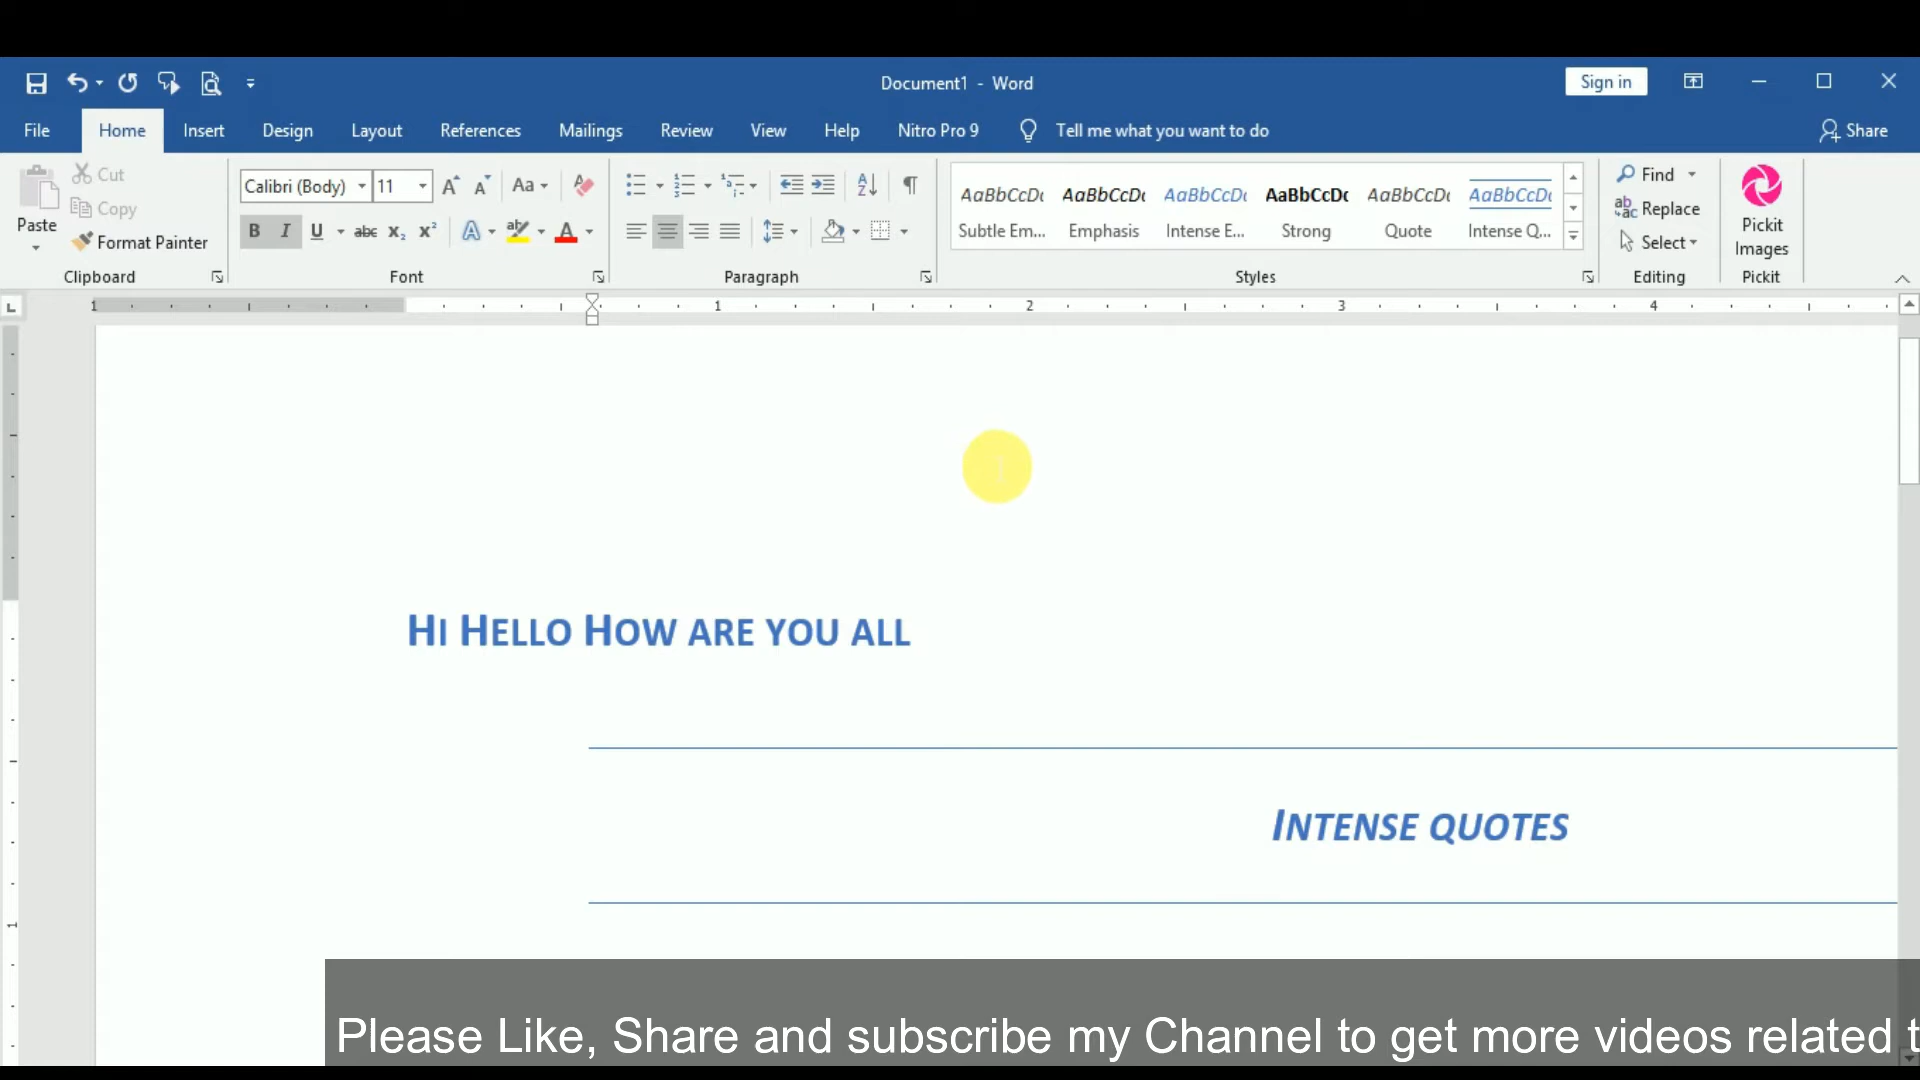 Document1 - Word
Sign in
File Home Insert Design Layout References Mailings Review View Help Nitro Pro 9 Tell me what you want to do Share
Paste
Cut
Copy
Format Painter
Clipboard
Calibri (Body) 11
Aa
B I U abc x₂ x² A ab A
Font
Paragraph
AaBbCcDc AaBbCcDc AaBbCcDc AaBbCcDc AaBbCcDc AaBbCcDc
Subtle Em... Emphasis Intense E... Strong Quote Intense Q...
Styles
Find
Replace
Select
Editing
Pickit
Images
Pickit
1 1 2 3 4
Hi Hello How are you all
Intense quotes
1
Please Like, Share and subscribe my Channel to get more videos related t